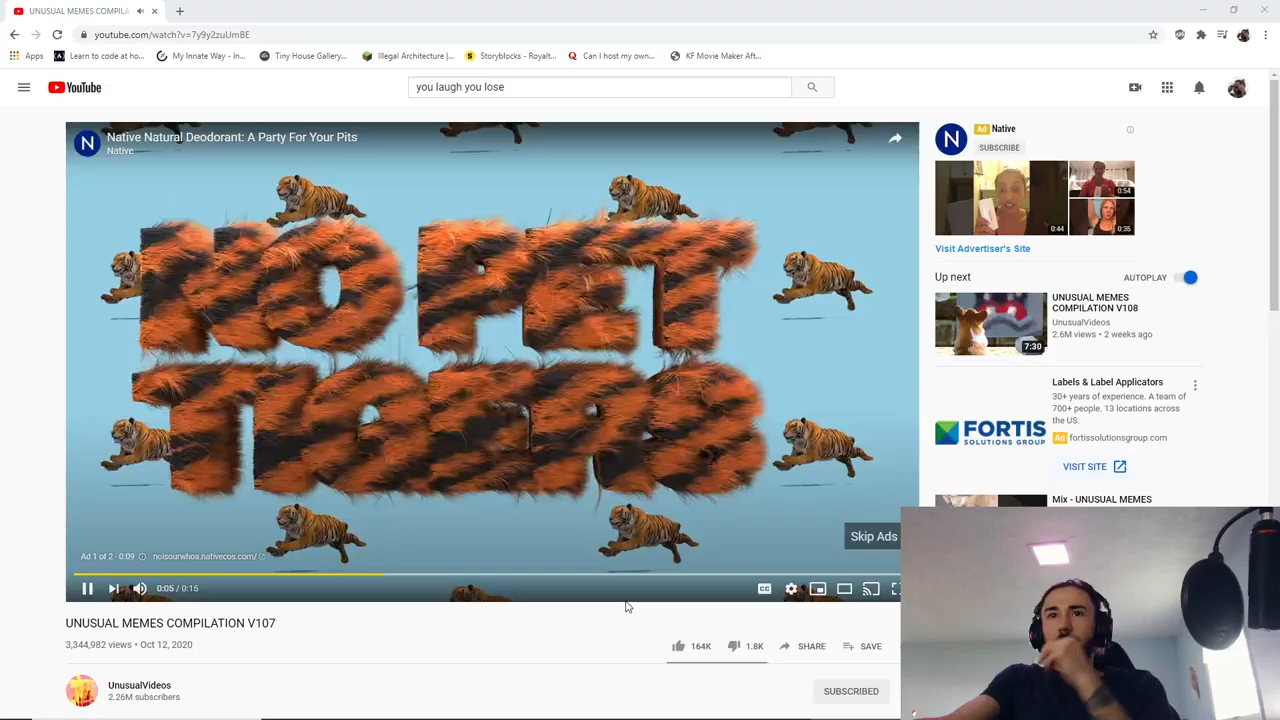 UNUSUAL MEMES COMPILA
youtube.com/watch?v=7y9y2zuUmBE
Apps
Learn to code at ho...
My Innate Way - In...
Tiny House Gallery...
Illegal Architecture |...
Storyblocks - Royalt...
Can I host my own...
KF Movie Maker Aft...
YouTube
you laugh you lose
N
Native Natural Deodorant: A Party For Your Pits
Native
NO PET
TIGERS
Skip Ads
Ad 1 of 2 · 0:09
noisourwhoa.nativecos.com/
0:05 / 0:15
CC
UNUSUAL MEMES COMPILATION V107
3,344,982 views • Oct 12, 2020
164K
1.8K
SHARE
SAVE
UnusualVideos
2.26M subscribers
SUBSCRIBED
N
Ad Native
SUBSCRIBE
0:44
0:54
0:35
Visit Advertiser's Site
Up next
AUTOPLAY
7:30
UNUSUAL MEMES
COMPILATION V108
UnusualVideos
2.6M views • 2 weeks ago
FORTIS
SOLUTIONS GROUP
Labels & Label Applicators
30+ years of experience. A team of
700+ people. 13 locations across
the US.
Ad fortissolutionsgroup.com
VISIT SITE
Mix - UNUSUAL MEMES